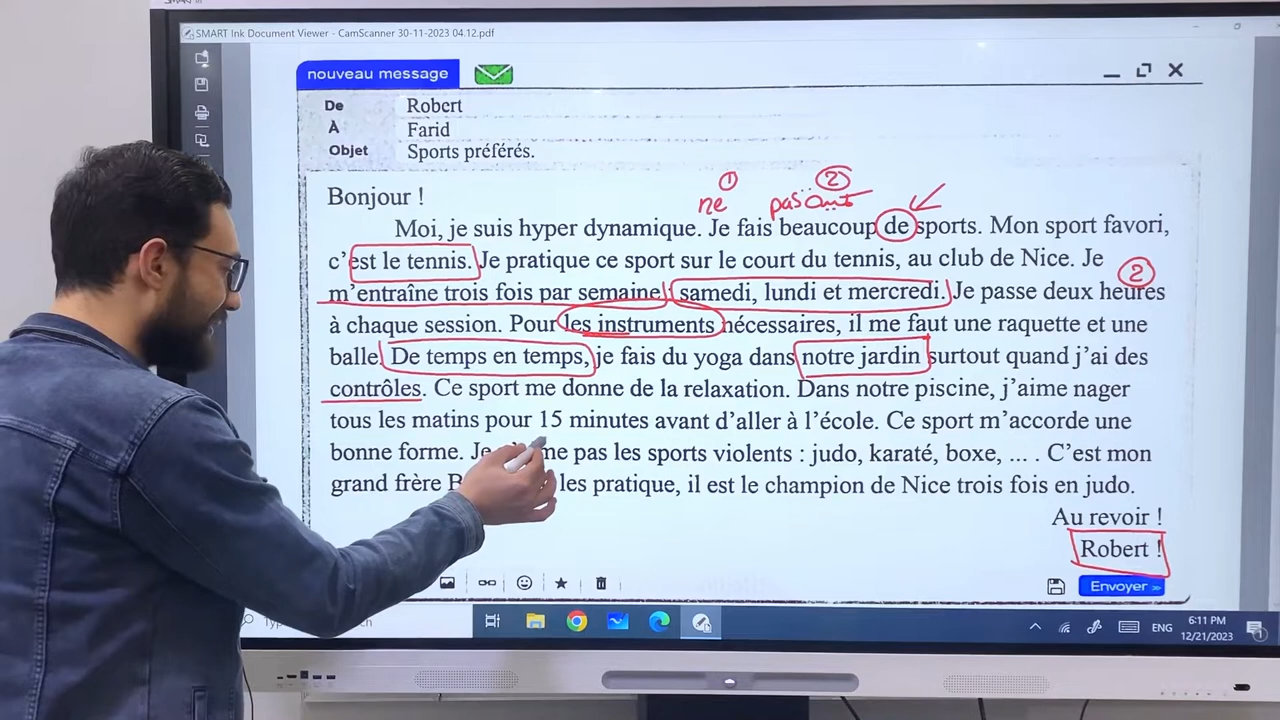 SMART Ink Document Viewer - CamScanner 30-11-2023 04.12.pdf
nouveau message
De Robert
À Farid
Objet Sports préférés.
Bonjour !
ne ① pas ②
Moi, je suis hyper dynamique. Je fais beaucoup de sports. Mon sport favori,
c'est le tennis. Je pratique ce sport sur le court du tennis, au club de Nice. Je
②
m'entraîne trois fois par semaine samedi, lundi et mercredi. Je passe deux heures
à chaque session. Pour les instruments nécessaires, il me faut une raquette et une
balle. De temps en temps, je fais du yoga dans notre jardin surtout quand j'ai des
contrôles. Ce sport me donne de la relaxation. Dans notre piscine, j'aime nager
tous les matins pour 15 minutes avant d'aller à l'école. Ce sport m'accorde une
bonne forme. Je pas les sports violents : judo, karaté, boxe, ... . C'est mon
grand frère les pratique, il est le champion de Nice trois fois en judo.
Au revoir !
Robert !
Envoyer >>
ENG
6:11 PM
12/21/2023